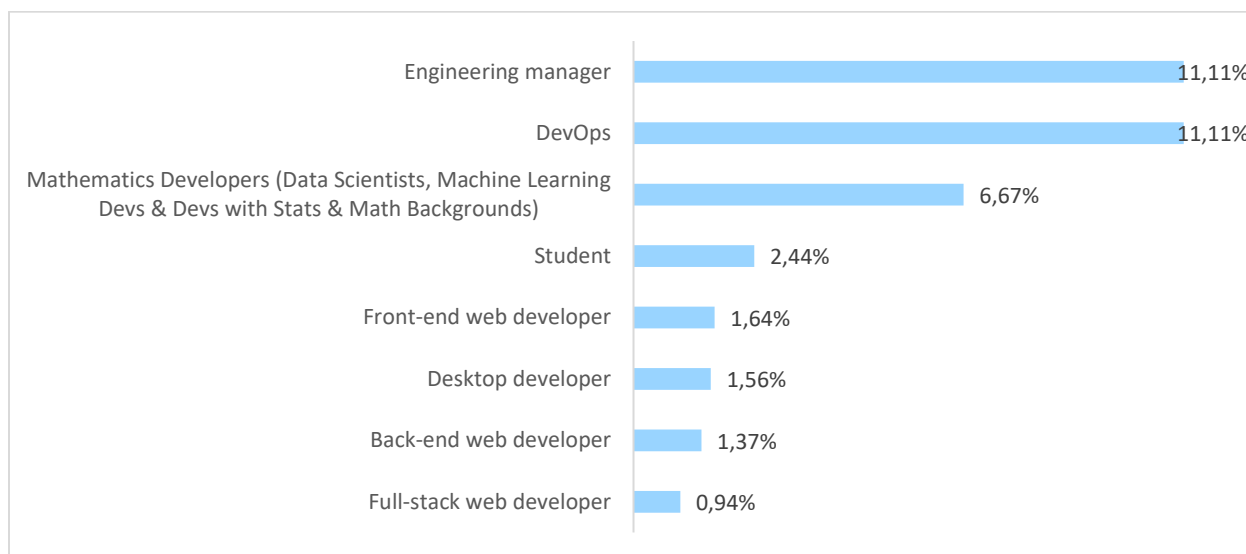 Engineering manager 11,11%
DevOps 11,11%
Mathematics Developers (Data Scientists, Machine Learning
Devs & Devs with Stats & Math Backgrounds) 6,67%
Student 2,44%
Front-end web developer 1,64%
Desktop developer 1,56%
Back-end web developer 1,37%
Full-stack web developer 0,94%